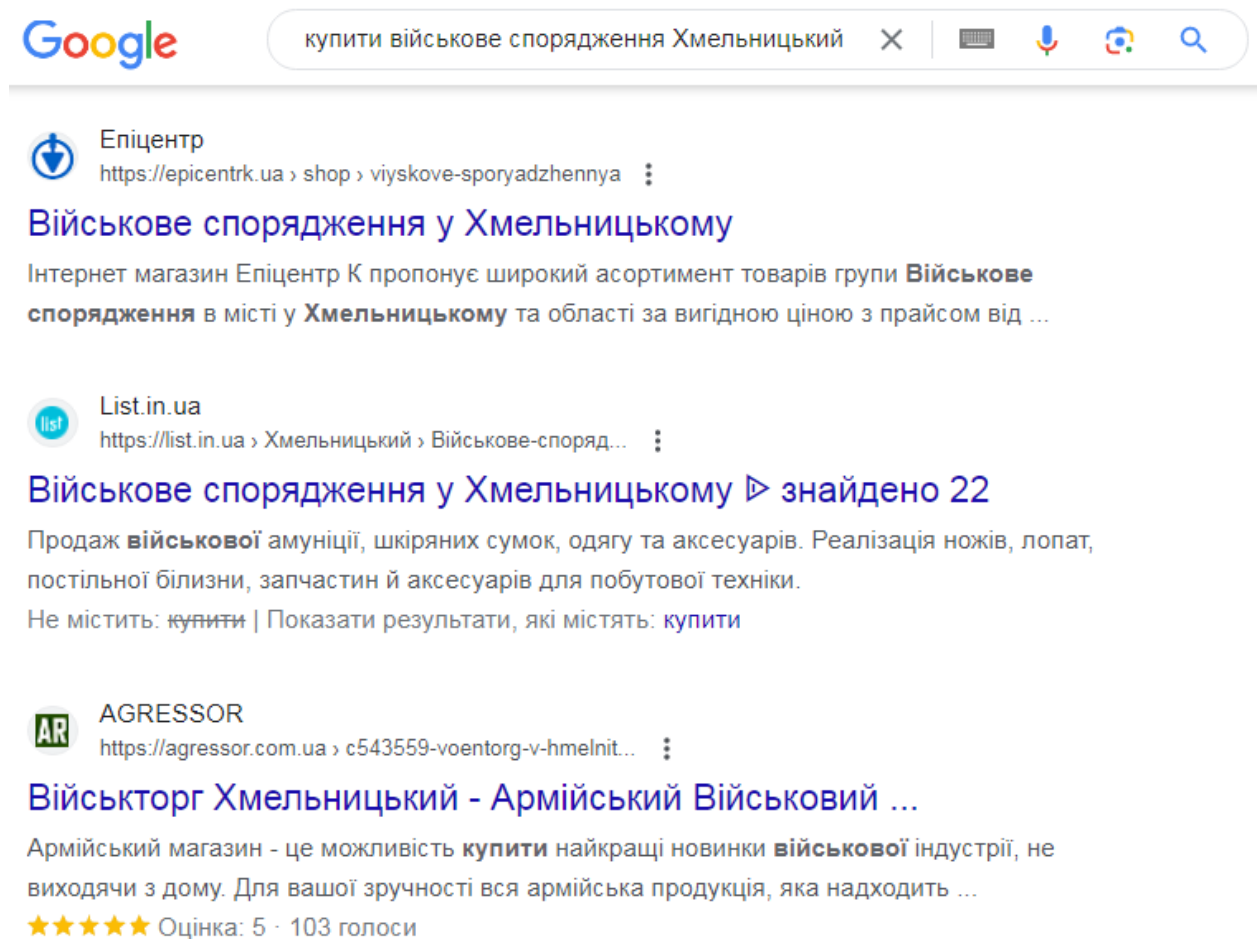 Google
купити військове спорядження Хмельницький
Епіцентр
https://epicentrk.ua › shop › viyskove-sporyadzhennya
Військове спорядження у Хмельницькому
Інтернет магазин Епіцентр К пропонує широкий асортимент товарів групи Військове
спорядження в місті у Хмельницькому та області за вигідною ціною з прайсом від ...
list
List.in.ua
https://list.in.ua › Хмельницький › Військове-споряд...
Військове спорядження у Хмельницькому ᐉ знайдено 22
Продаж військової амуніції, шкіряних сумок, одягу та аксесуарів. Реалізація ножів, лопат,
постільної білизни, запчастин й аксесуарів для побутової техніки.
Не містить: купити | Показати результати, які містять: купити
AR
AGRESSOR
https://agressor.com.ua › c543559-voentorg-v-hmelnit...
Військторг Хмельницький - Армійський Військовий ...
Армійський магазин - це можливість купити найкращі новинки військової індустрії, не
виходячи з дому. Для вашої зручності вся армійська продукція, яка надходить ...
Оцінка: 5 · 103 голоси